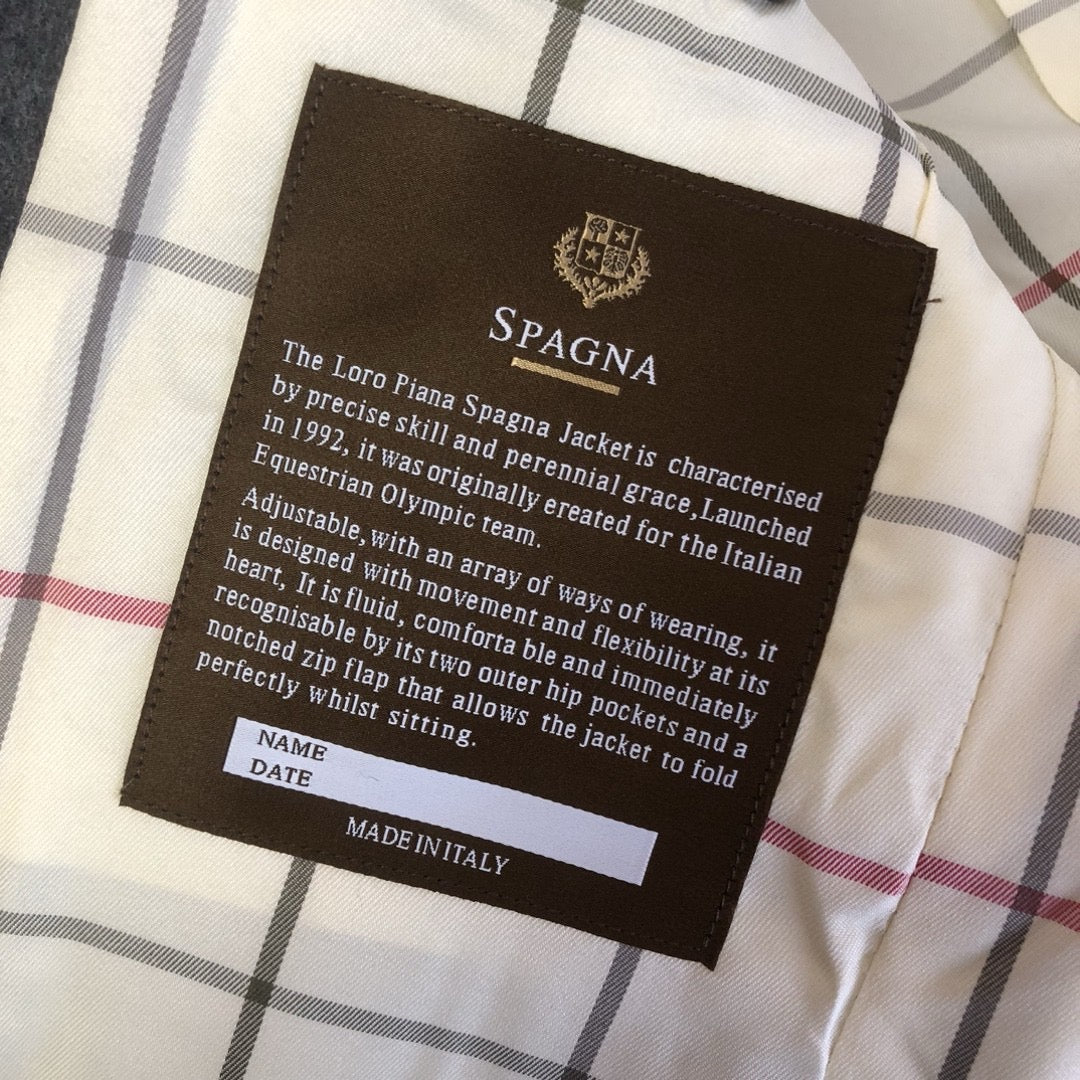 SPAGNA
The Loro Piana Spagna Jacket is characterised
by precise skill and perennial grace,Launched
in 1992, it was originally ereated for the Italian
Equestrian Olympic team.
Adjustable, with an array of ways of wearing, it
is designed with movement and flexibility at its
heart, It is fluid, comforta ble and immediately
recognisable by its two outer hip pockets and a
notched zip flap that allows the jacket to fold
perfectly whilst sitting.
NAME
DATE
MADE IN ITALY